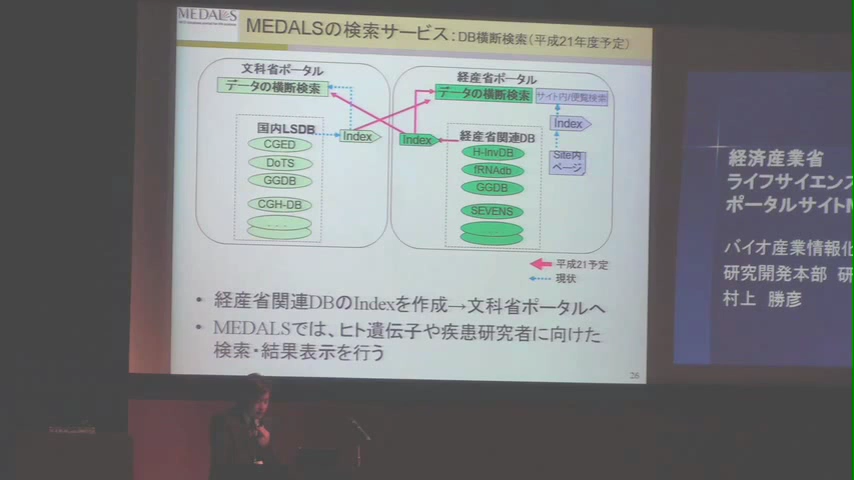 MEDALS
MEDALSの検索サービス：DB横断検索（平成21年度予定）
文科省ポータル
データの横断検索
国内LSDB
CGED
DoTS
GGDB
CGH-DB
...
Index
経産省ポータル
データの横断検索
サイト内/便覧検索
Index
経産省関連DB
H-InvDB
fRNAdb
GGDB
SEVENS
...
Index
Site内
ページ
平成21予定
現状
• 経産省関連DBのIndexを作成→文科省ポータルへ
• MEDALSでは、ヒト遺伝子や疾患研究者に向けた
検索・結果表示を行う
26
経済産業省
ライフサイエンス
ポータルサイトM
バイオ産業情報化
研究開発本部 研
村上 勝彦